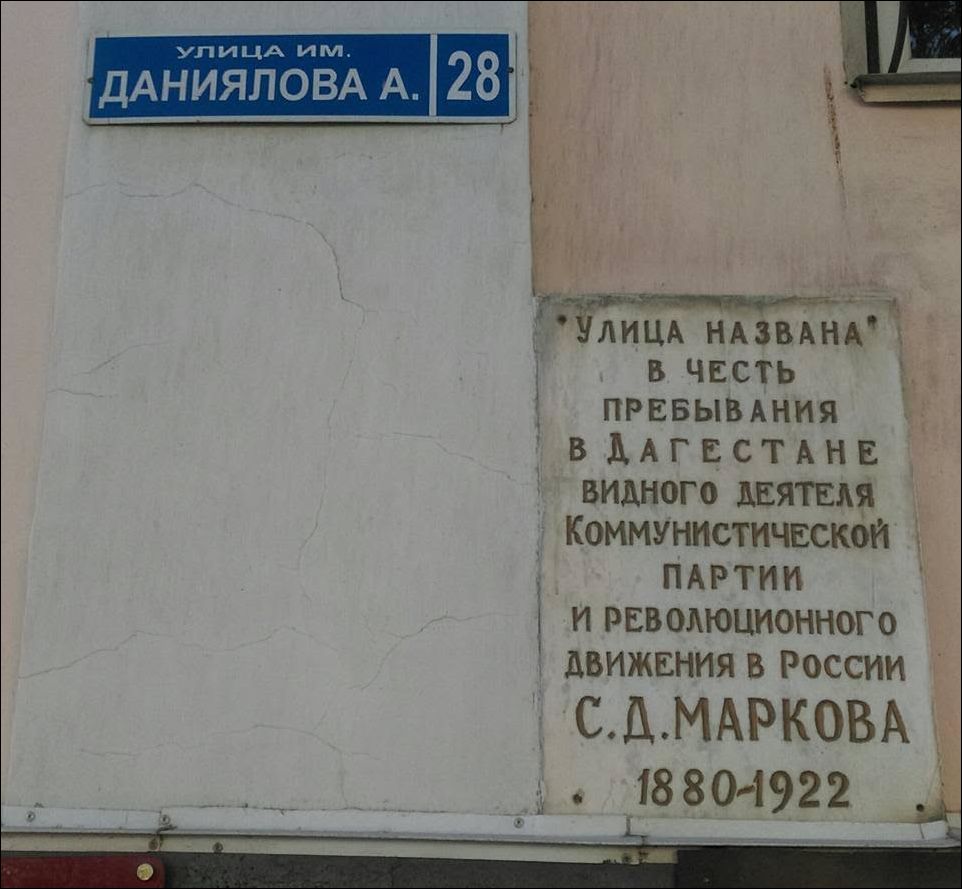 УЛИЦА ИМ.
ДАНИЯЛОВА А.
28
УЛИЦА НАЗВАНА
В ЧЕСТЬ
ПРЕБЫВАНИЯ
В ДАГЕСТАНЕ
ВИДНОГО ДЕЯТЕЛЯ
КОММУНИСТИЧЕСКОЙ
ПАРТИИ
И РЕВОЛЮЦИОННОГО
ДВИЖЕНИЯ В РОССИИ
С.Д.МАРКОВА
1880-1922